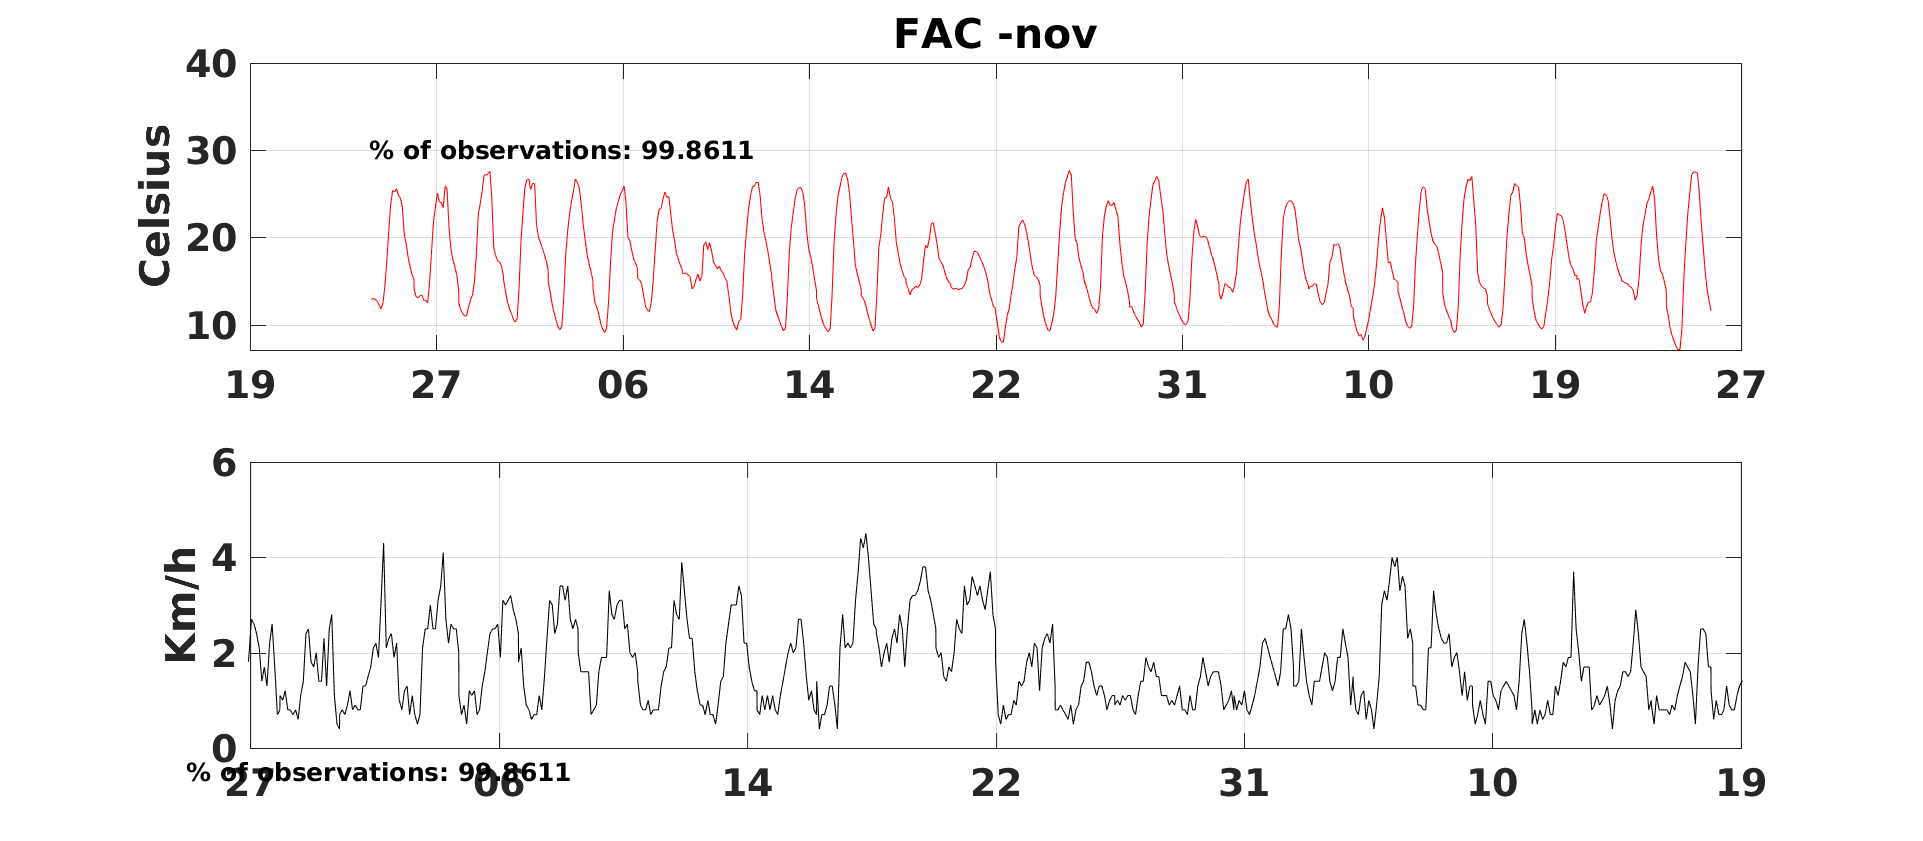 FAC -nov
40
30
20
10
Celsius
% of observations: 99.8611
19 27 06 14 22 31 10 19 27
6
4
2
0
Km/h
% of observations: 99.8611
27 06 14 22 31 10 19